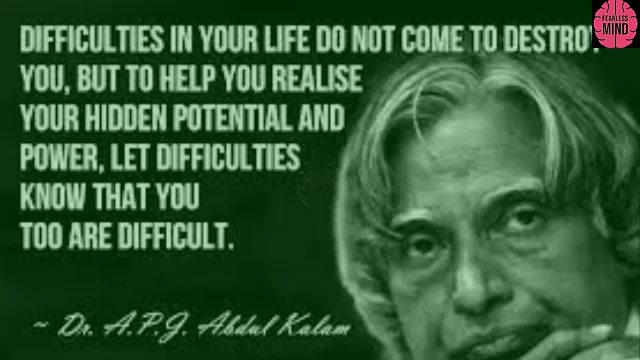 DIFFICULTIES IN YOUR LIFE DO NOT COME TO DESTROY
YOU, BUT TO HELP YOU REALISE
YOUR HIDDEN POTENTIAL AND
POWER, LET DIFFICULTIES
KNOW THAT YOU
TOO ARE DIFFICULT.
~ Dr. A.P.J. Abdul Kalam
FEARLESS
MIND